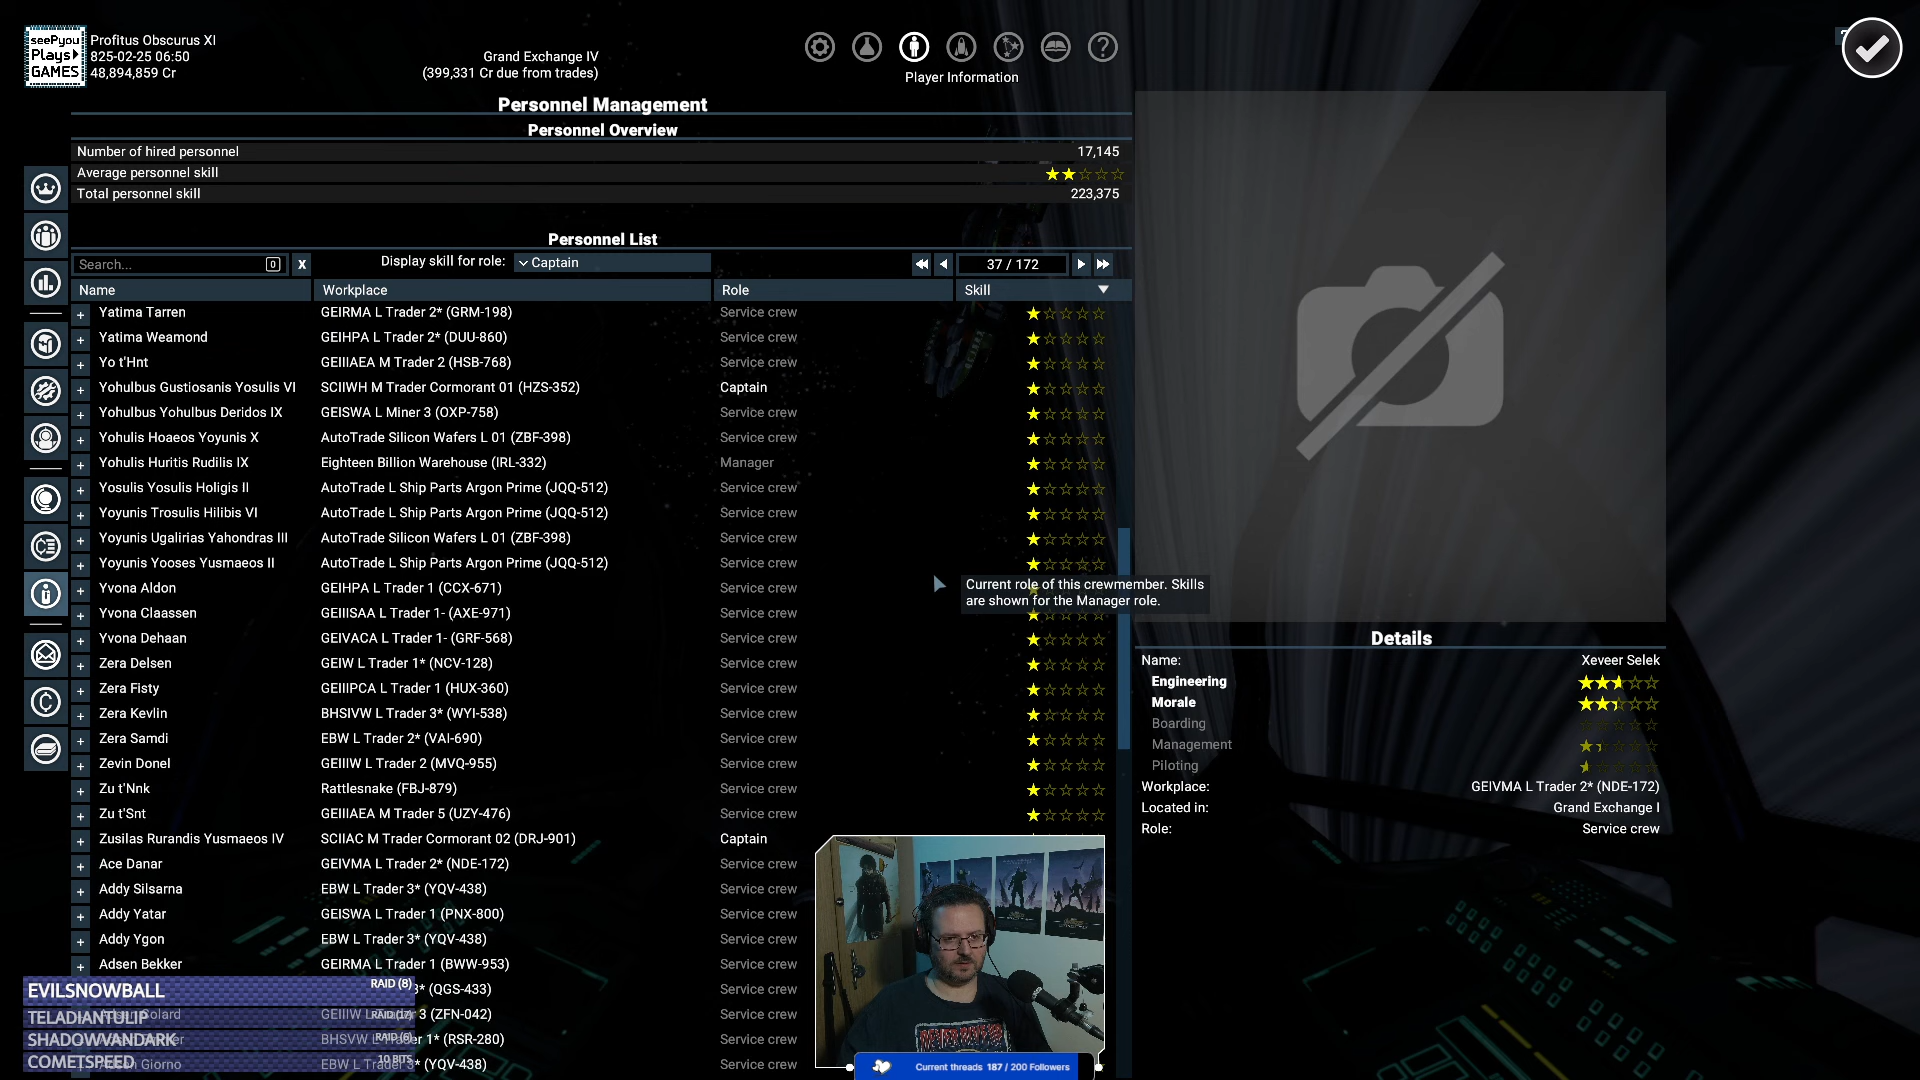 seePyou
Plays
GAMES
Profitus Obscurus XI
825-02-25 06:50
48,894,859 Cr
Grand Exchange IV
(399,331 Cr due from trades)
Player Information
Personnel Management
Personnel Overview
Number of hired personnel 17,145
Average personnel skill
Total personnel skill 223,375
Personnel List
Search... 0 X Display skill for role: Captain 37 / 172
Name Workplace Role Skill
+ Yatima Tarren GEIRMA L Trader 2* (GRM-198) Service crew
+ Yatima Weamond GEIHPA L Trader 2* (DUU-860) Service crew
+ Yo t'Hnt GEIIIAEA M Trader 2 (HSB-768) Service crew
+ Yohulbus Gustiosanis Yosulis VI SCIIWH M Trader Cormorant 01 (HZS-352) Captain
+ Yohulbus Yohulbus Deridos IX GEISWA L Miner 3 (OXP-758) Service crew
+ Yohulis Hoaeos Yoyunis X AutoTrade Silicon Wafers L 01 (ZBF-398) Service crew
+ Yohulis Huritis Rudilis IX Eighteen Billion Warehouse (IRL-332) Manager
+ Yosulis Yosulis Holigis II AutoTrade L Ship Parts Argon Prime (JQQ-512) Service crew
+ Yoyunis Trosulis Hilibis VI AutoTrade L Ship Parts Argon Prime (JQQ-512) Service crew
+ Yoyunis Ugalirias Yahondras III AutoTrade Silicon Wafers L 01 (ZBF-398) Service crew
+ Yoyunis Yooses Yusmaeos II AutoTrade L Ship Parts Argon Prime (JQQ-512) Service crew
+ Yvona Aldon GEIHPA L Trader 1 (CCX-671) Service crew
+ Yvona Claassen GEIIISAA L Trader 1- (AXE-971) Service crew
+ Yvona Dehaan GEIVACA L Trader 1- (GRF-568) Service crew
+ Zera Delsen GEIW L Trader 1* (NCV-128) Service crew
+ Zera Fisty GEIIIPCA L Trader 1 (HUX-360) Service crew
+ Zera Kevlin BHSIVW L Trader 3* (WYI-538) Service crew
+ Zera Samdi EBW L Trader 2* (VAI-690) Service crew
+ Zevin Donel GEIIIW L Trader 2 (MVQ-955) Service crew
+ Zu t'Nnk Rattlesnake (FBJ-879) Service crew
+ Zu t'Snt GEIIIAEA M Trader 5 (UZY-476) Service crew
+ Zusilas Rurandis Yusmaeos IV SCIIAC M Trader Cormorant 02 (DRJ-901) Captain
+ Ace Danar GEIVMA L Trader 2* (NDE-172) Service crew
+ Addy Silsarna EBW L Trader 3* (YQV-438) Service crew
+ Addy Yatar GEISWA L Trader 1 (PNX-800) Service crew
+ Addy Ygon EBW L Trader 3* (YQV-438) Service crew
+ Adsen Bekker GEIRMA L Trader 1 (BWW-953) Service crew
3* (QGS-433) Service crew
GEIIIW L 3 (ZFN-042) Service crew
BHSVW L er 1* (RSR-280) Service crew
Giorno EBW L Trader 3* (YQV-438) Service crew
Current role of this crewmember. Skills
are shown for the Manager role.
Details
Name: Xeveer Selek
Engineering
Morale
Boarding
Management
Piloting
Workplace: GEIVMA L Trader 2* (NDE-172)
Located in: Grand Exchange I
Role: Service crew
EVILSNOWBALL RAID (8)
TELADIANTULIP
SHADOWVANDARK
COMETSPEED 10 BITS
Current threads 187 / 200 Followers